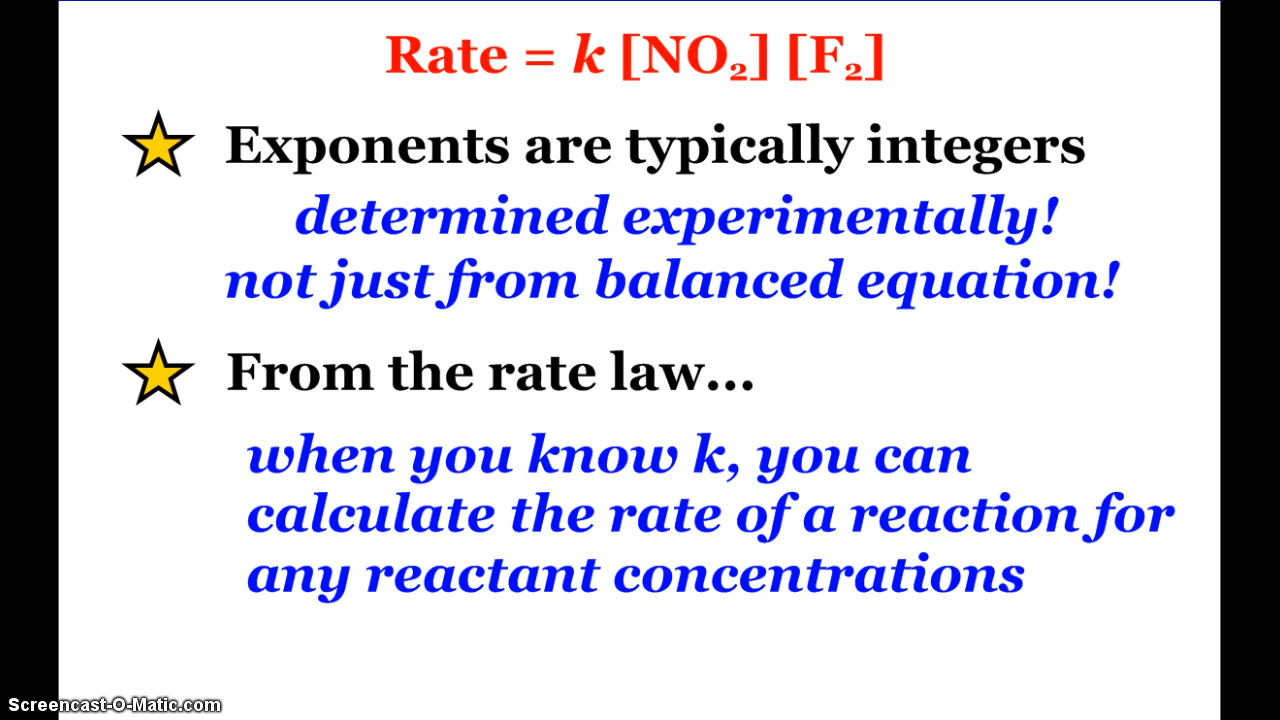 Rate = k [NO₂] [F₂]
Exponents are typically integers
determined experimentally!
not just from balanced equation!
From the rate law...
when you know k, you can
calculate the rate of a reaction for
any reactant concentrations
Screencast-O-Matic.com